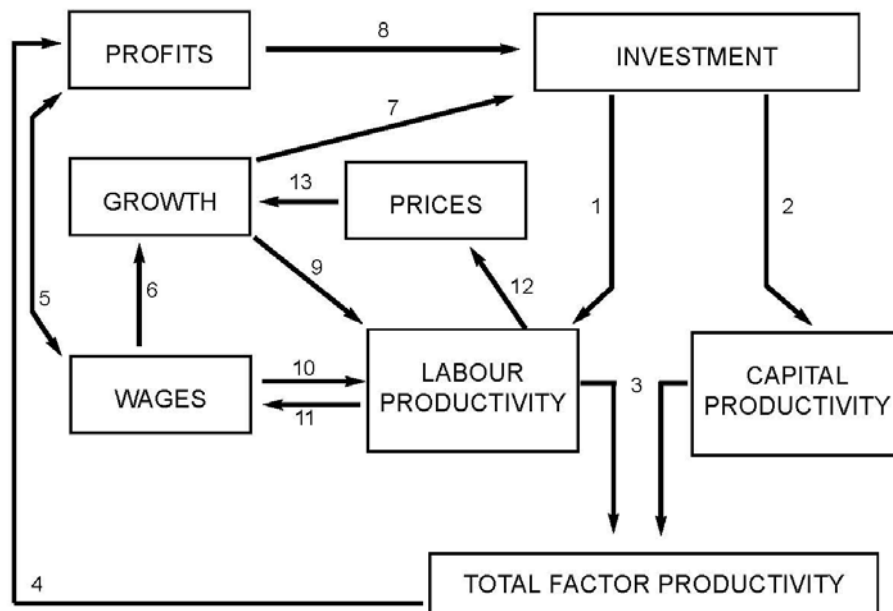 8
PROFITS
INVESTMENT
7
13
GROWTH
PRICES
1
2
9
12
5
6
10
LABOUR
PRODUCTIVITY
3
CAPITAL
PRODUCTIVITY
WAGES
11
4
TOTAL FACTOR PRODUCTIVITY